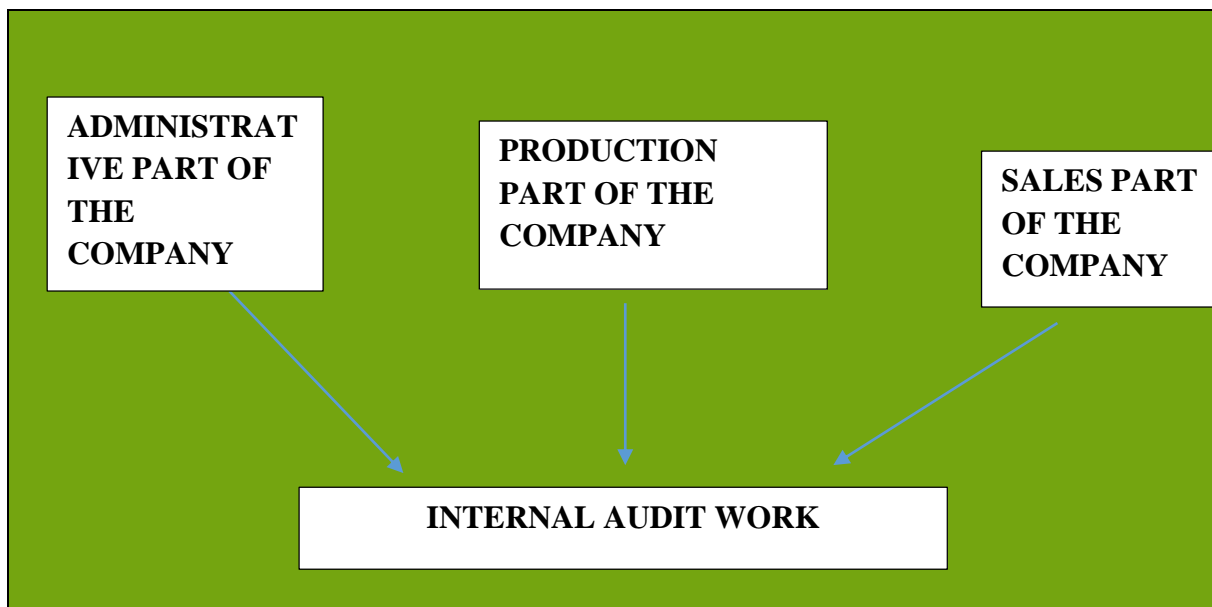 ADMINISTRAT
IVE PART OF
THE
COMPANY
PRODUCTION
PART OF THE
COMPANY
SALES PART
OF THE
COMPANY
INTERNAL AUDIT WORK